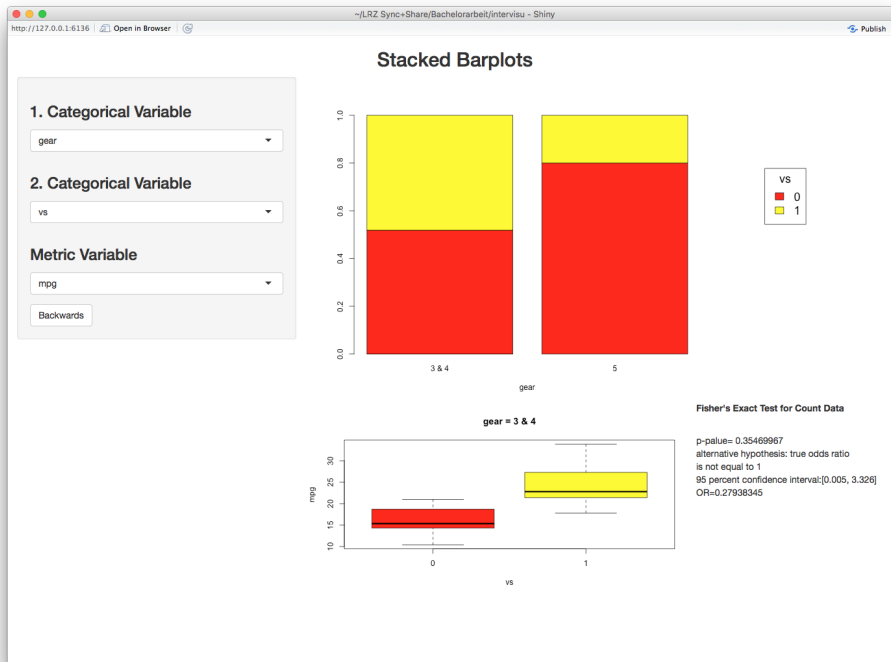 ~/LRZ Sync+Share/Bachelorarbeit/intervisu - Shiny
http://127.0.0.1:6136
Open in Browser
Publish
Stacked Barplots
1. Categorical Variable
gear
2. Categorical Variable
vs
Metric Variable
mpg
Backwards
1.0
0.8
0.6
0.4
0.2
0.0
3 & 4
5
gear
vs
0
1
gear = 3 & 4
mpg
30
25
20
15
10
0
1
vs
Fisher's Exact Test for Count Data
p-palue= 0.35469967
alternative hypothesis: true odds ratio
is not equal to 1
95 percent confidence interval:[0.005, 3.326]
OR=0.27938345